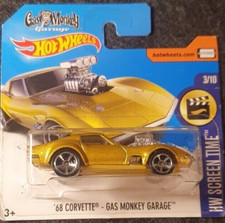 Gas Monkey
Garage
Hot Wheels
hotwheels.com
3/10
HW SCREEN TIME
3+
'68 CORVETTE - GAS MONKEY GARAGE